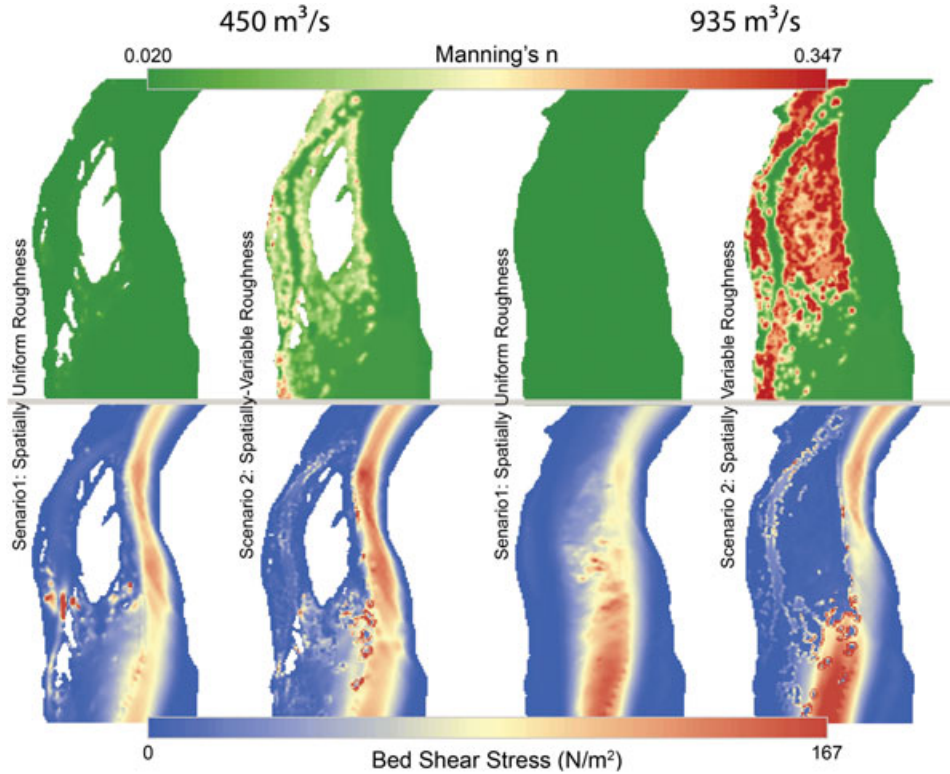 450 m³/s 935 m³/s
0.020 Manning's n 0.347
Senario1: Spatially Uniform Roughness
Scenario 2: Spatially-Variable Roughness
Senario1: Spatially Uniform Roughness
Scenario 2: Spatially Variable Roughness
0 Bed Shear Stress (N/m²) 167